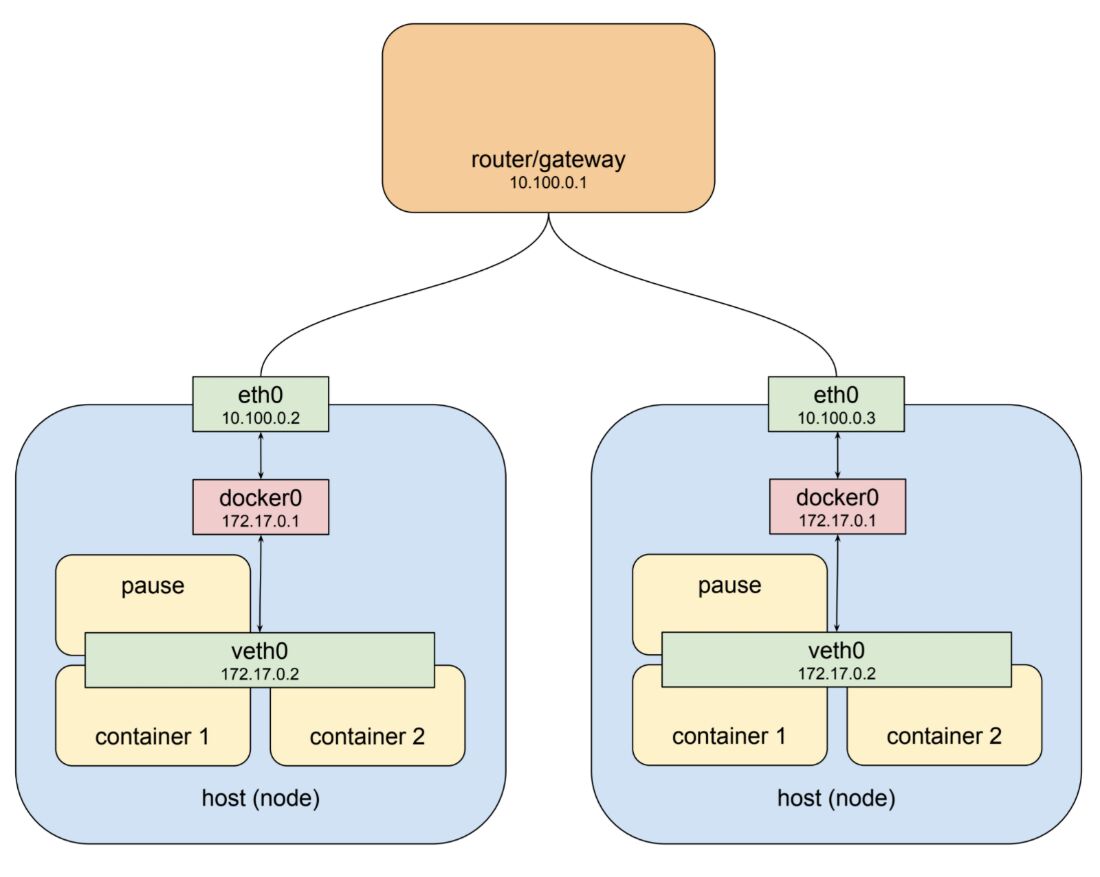 router/gateway
10.100.0.1
eth0
10.100.0.2
docker0
172.17.0.1
pause
veth0
172.17.0.2
container 1
container 2
host (node)
eth0
10.100.0.3
docker0
172.17.0.1
pause
veth0
172.17.0.2
container 1
container 2
host (node)